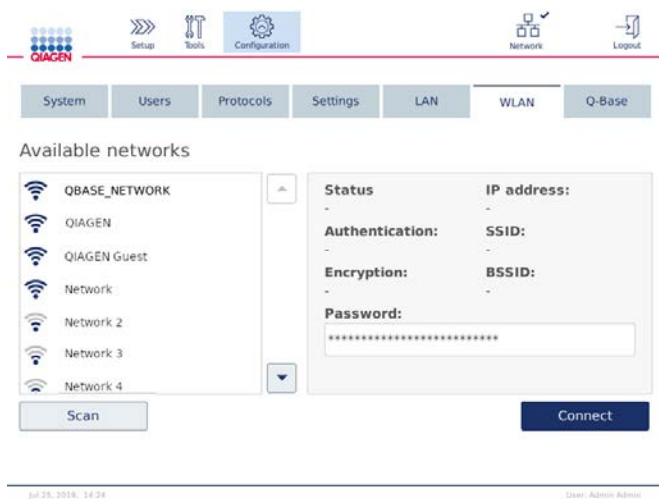 QIAGEN
Setup
Tools
Configuration
Network
Logout
System Users Protocols Settings LAN WLAN Q-Base
Available networks
QBASE_NETWORK
QIAGEN
QIAGEN Guest
Network
Network 2
Network 3
Network 4
Status
-
IP address:
-
Authentication:
-
SSID:
-
Encryption:
-
BSSID:
-
Password:
***************************
Scan
Connect
Jul 25, 2018, 14:24
User: Admin Admin